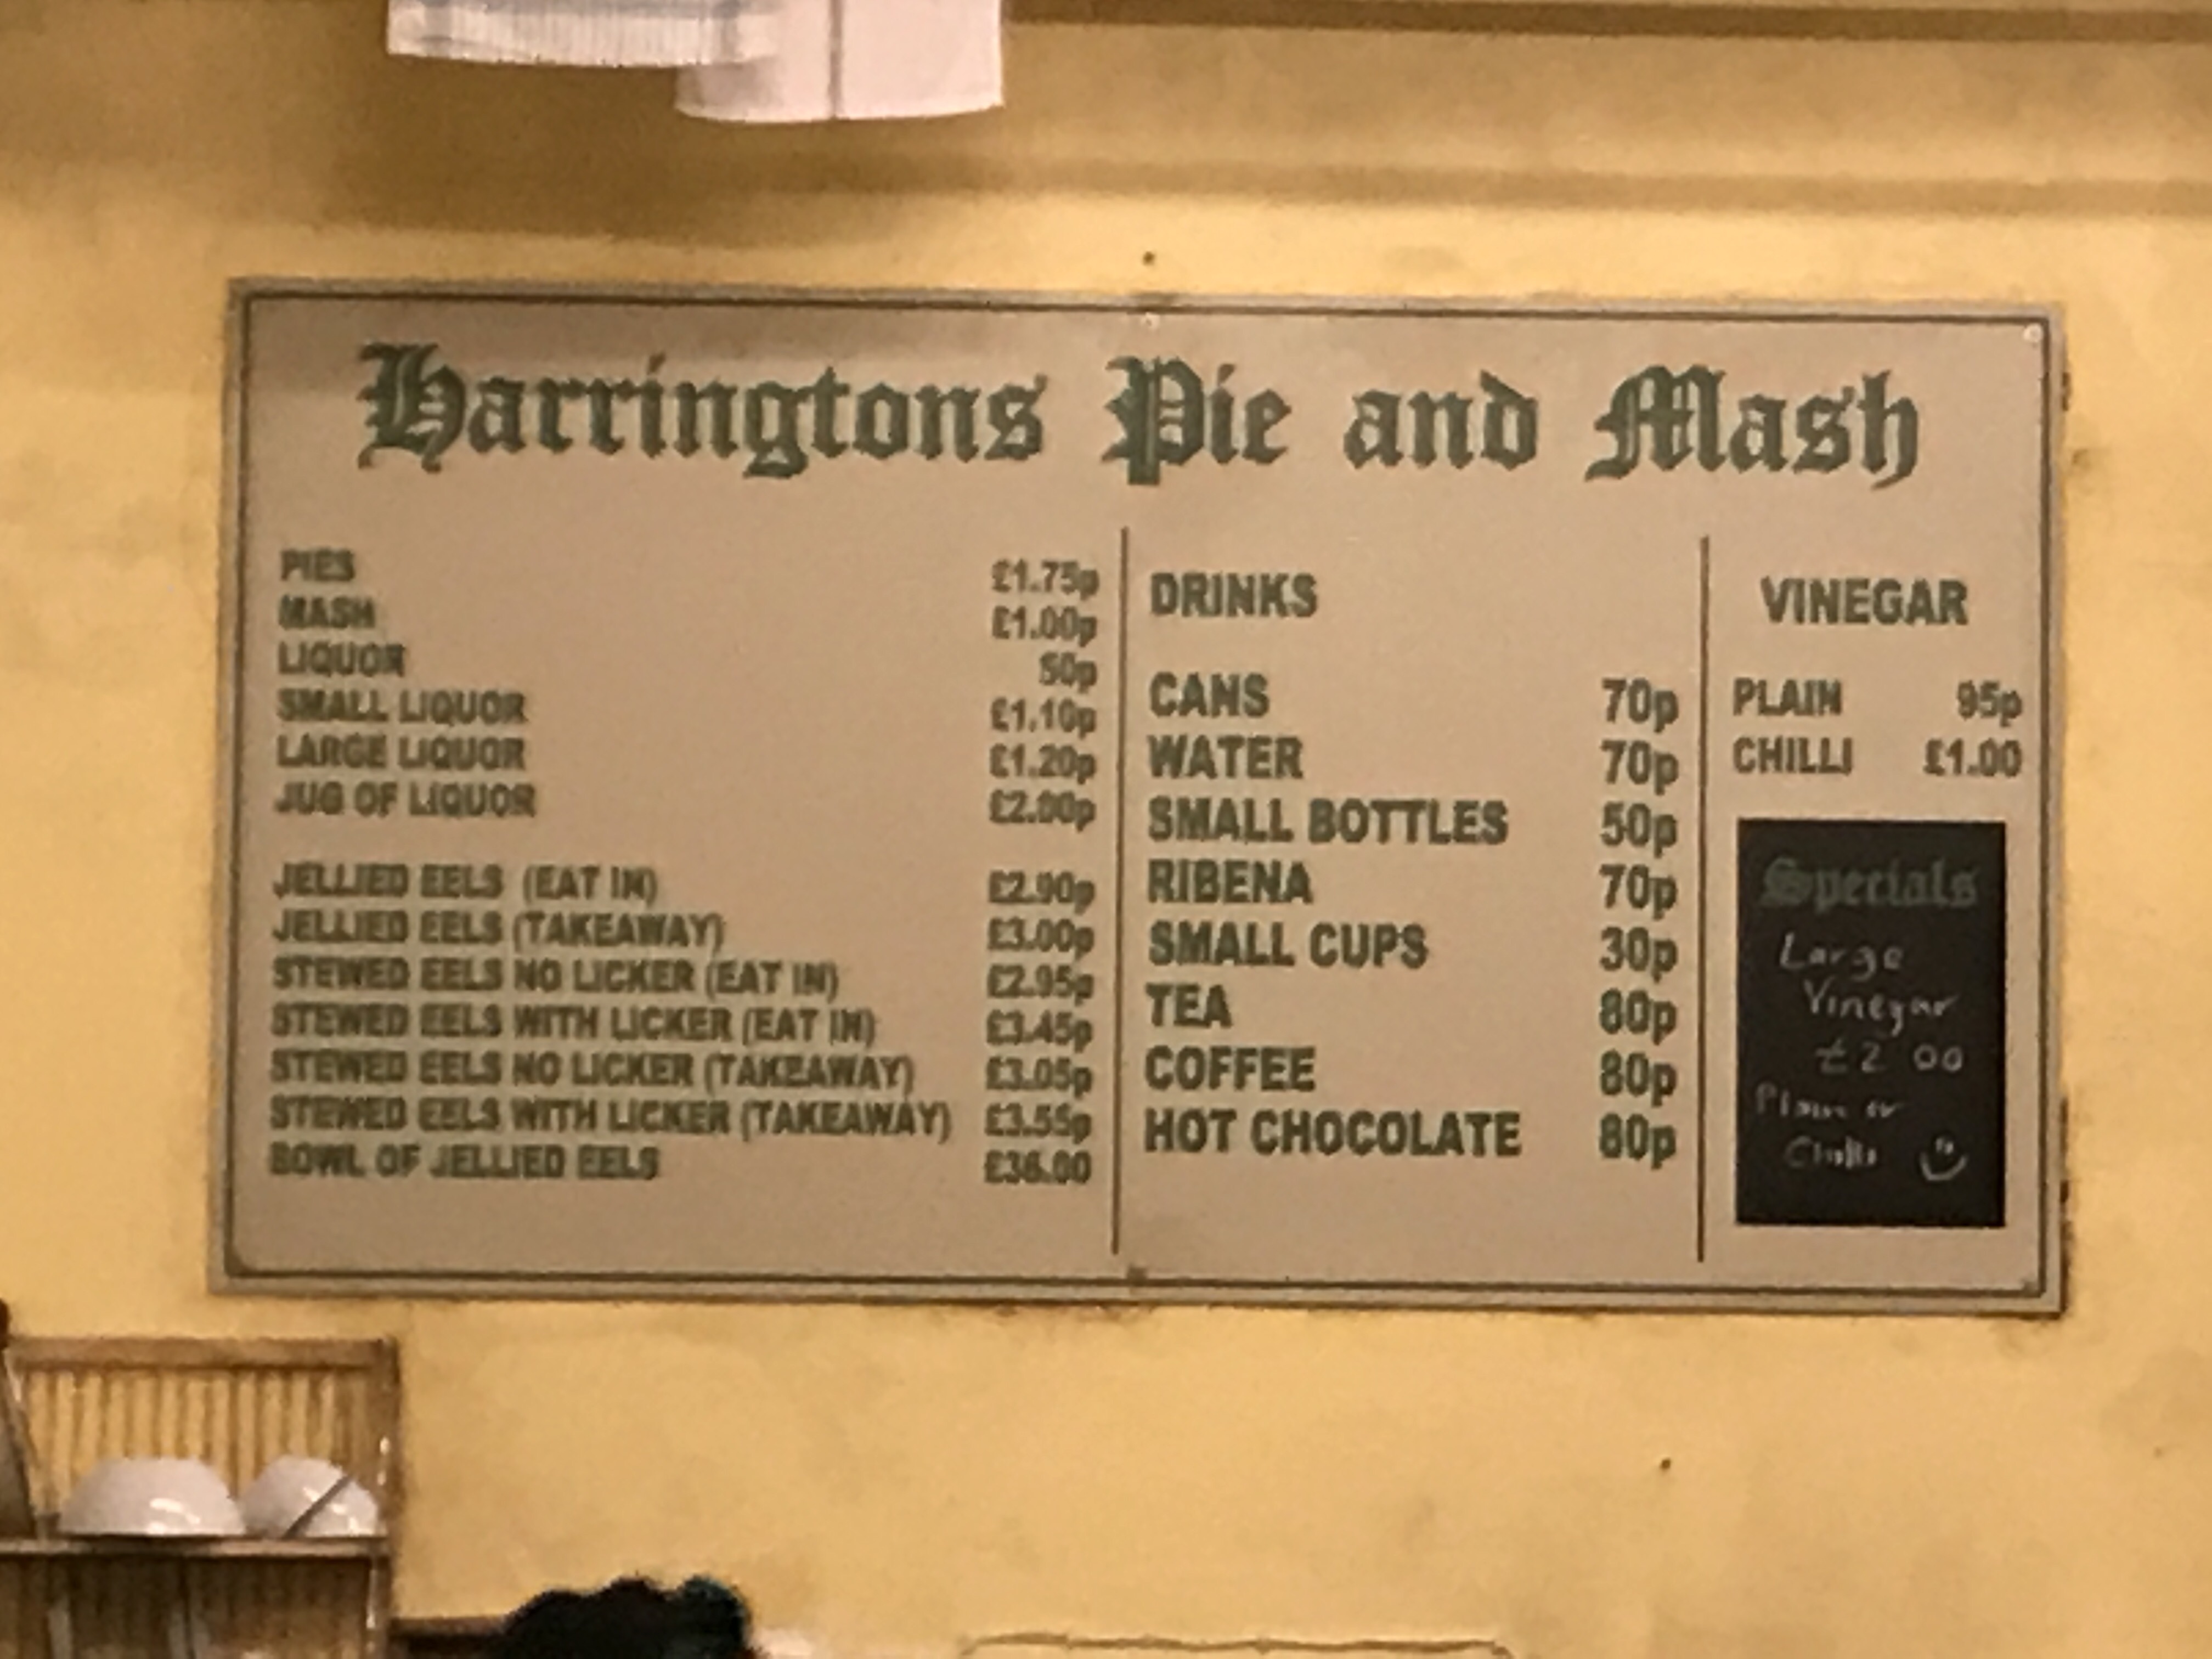 Harringtons Pie and Mash
PIES £1.75p
MASH £1.00p
LIQUOR 50p
SMALL LIQUOR £1.10p
LARGE LIQUOR £1.20p
JUG OF LIQUOR £2.00p
JELLIED EELS (EAT IN) £2.90p
JELLIED EELS (TAKEAWAY) £3.00p
STEWED EELS NO LICKER (EAT IN) £2.95p
STEWED EELS WITH LICKER (EAT IN) £3.45p
STEWED EELS NO LICKER (TAKEAWAY) £3.05p
STEWED EELS WITH LICKER (TAKEAWAY) £3.55p
BOWL OF JELLIED EELS £36.00
DRINKS
CANS 70p
WATER 70p
SMALL BOTTLES 50p
RIBENA 70p
SMALL CUPS 30p
TEA 80p
COFFEE 80p
HOT CHOCOLATE 80p
VINEGAR
PLAIN 95p
CHILLI £1.00
Specials
Large
Vinegar
£2 00
Plain or
Chilli